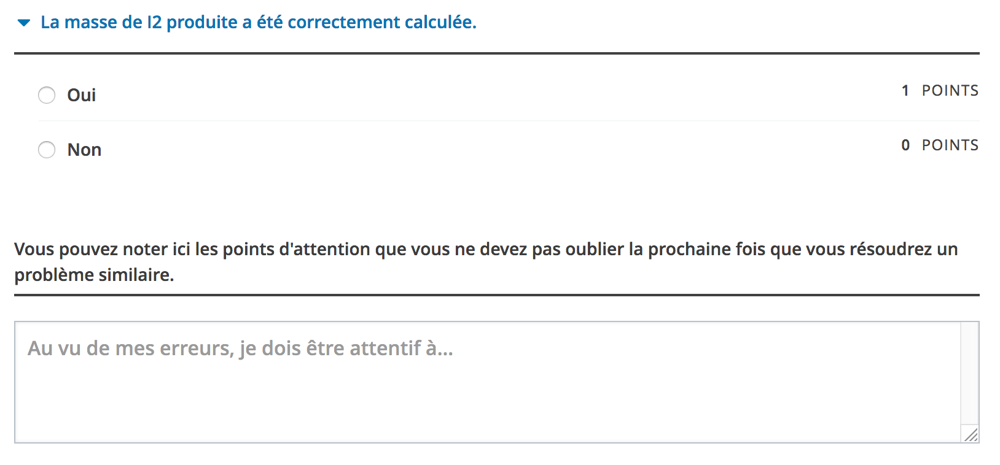 La masse de I2 produite a été correctement calculée.
Oui
1 POINTS
Non
0 POINTS
Vous pouvez noter ici les points d'attention que vous ne devez pas oublier la prochaine fois que vous résoudrez un
problème similaire.
Au vu de mes erreurs, je dois être attentif à...